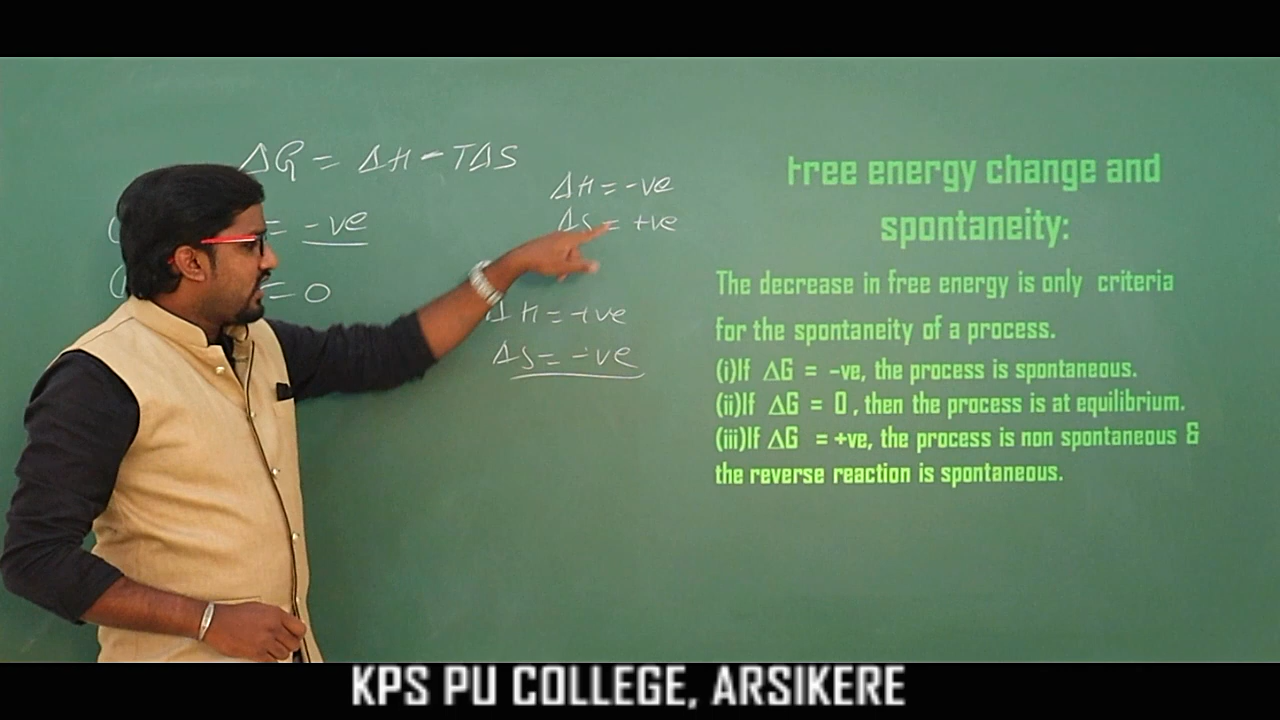 ΔG = ΔH - TΔS
= -ve
= 0
ΔH = -ve
ΔS = +ve
ΔH = +ve
ΔS = -ve
Free energy change and
spontaneity:
The decrease in free energy is only criteria
for the spontaneity of a process.
(i)If ΔG = -ve, the process is spontaneous.
(ii)If ΔG = 0, then the process is at equilibrium.
(iii)If ΔG = +ve, the process is non spontaneous &
the reverse reaction is spontaneous.
KPS PU COLLEGE, ARSIKERE